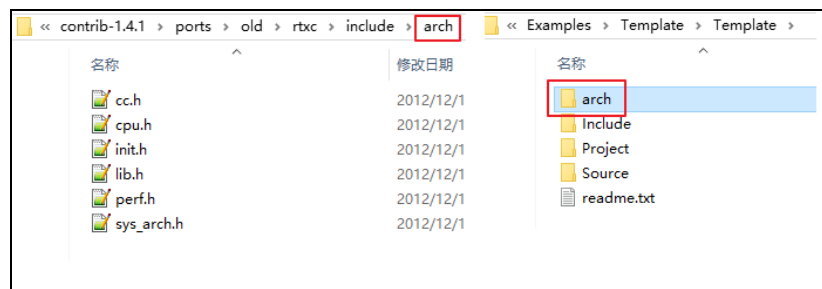 « contrib-1.4.1 › ports › old › rtxc › include › arch
名称 修改日期
cc.h 2012/12/1
cpu.h 2012/12/1
init.h 2012/12/1
lib.h 2012/12/1
perf.h 2012/12/1
sys_arch.h 2012/12/1
« Examples › Template › Template ›
名称
arch
Include
Project
Source
readme.txt